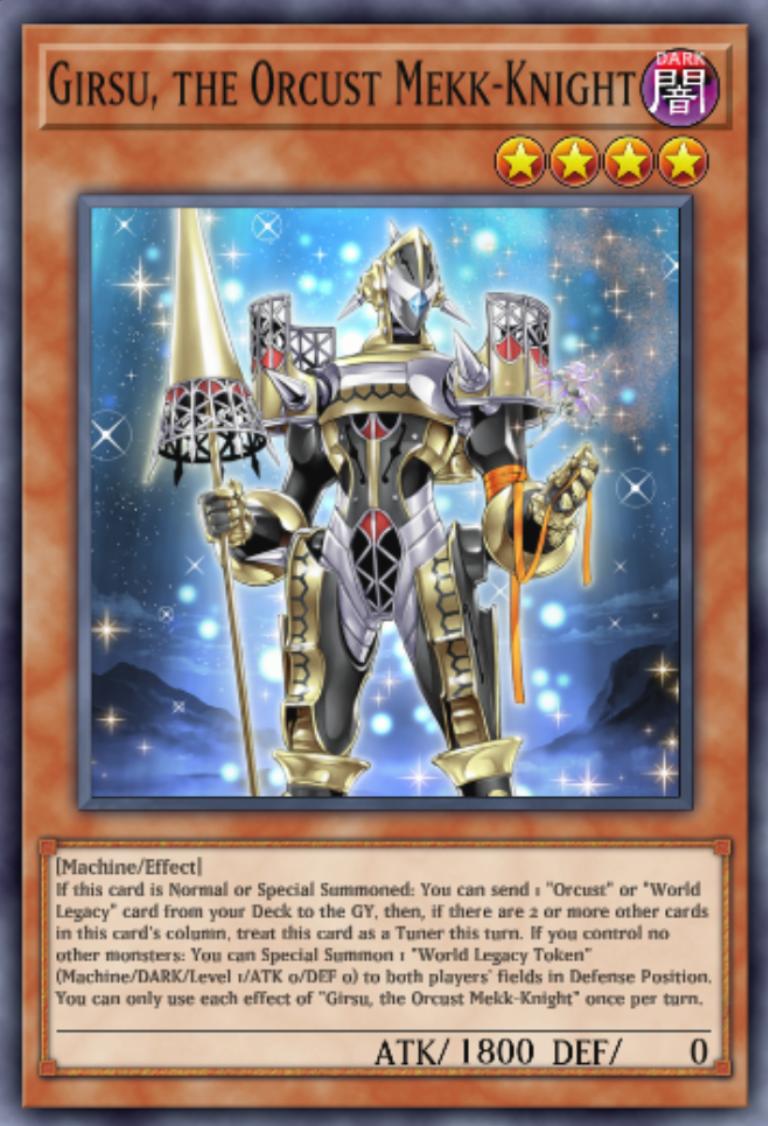 Girsu, the Orcust Mekk-Knight
DARK
闇
[Machine/Effect]
If this card is Normal or Special Summoned: You can send 1 "Orcust" or "World
Legacy" card from your Deck to the GY, then, if there are 2 or more other cards
in this card's column, treat this card as a Tuner this turn. If you control no
other monsters: You can Special Summon 1 "World Legacy Token"
(Machine/DARK/Level 1/ATK 0/DEF 0) to both players' fields in Defense Position.
You can only use each effect of "Girsu, the Orcust Mekk-Knight" once per turn.
ATK/ 1800 DEF/ 0